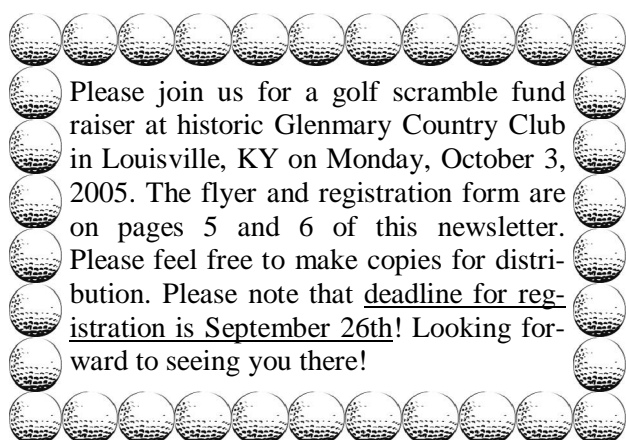 Please join us for a golf scramble fund
raiser at historic Glenmary Country Club
in Louisville, KY on Monday, October 3,
2005. The flyer and registration form are
on pages 5 and 6 of this newsletter.
Please feel free to make copies for distri-
bution. Please note that deadline for reg-
istration is September 26th! Looking for-
ward to seeing you there!